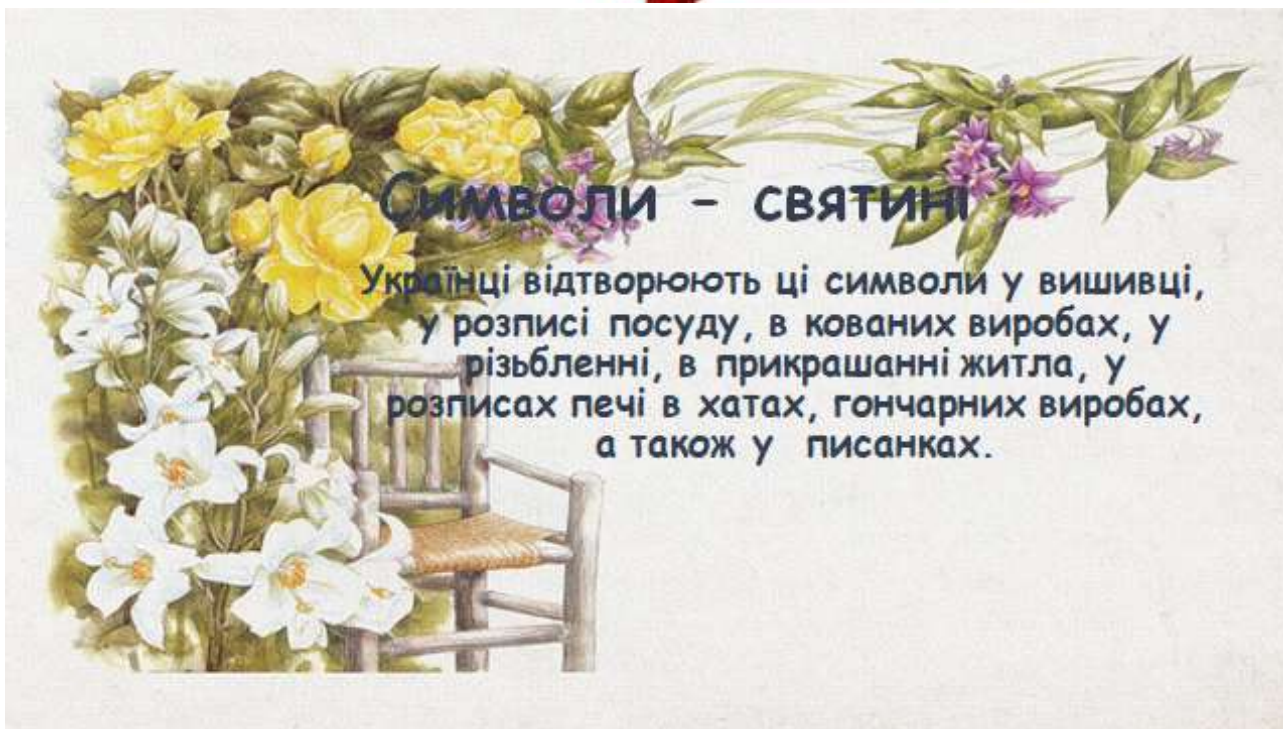 Символи - святині
Українці відтворюють ці символи у вишивці,
у розписі посуду, в кованих виробах, у
різьбленні, в прикрашанні житла, у
розписах печі в хатах, гончарних виробах,
а також у писанках.